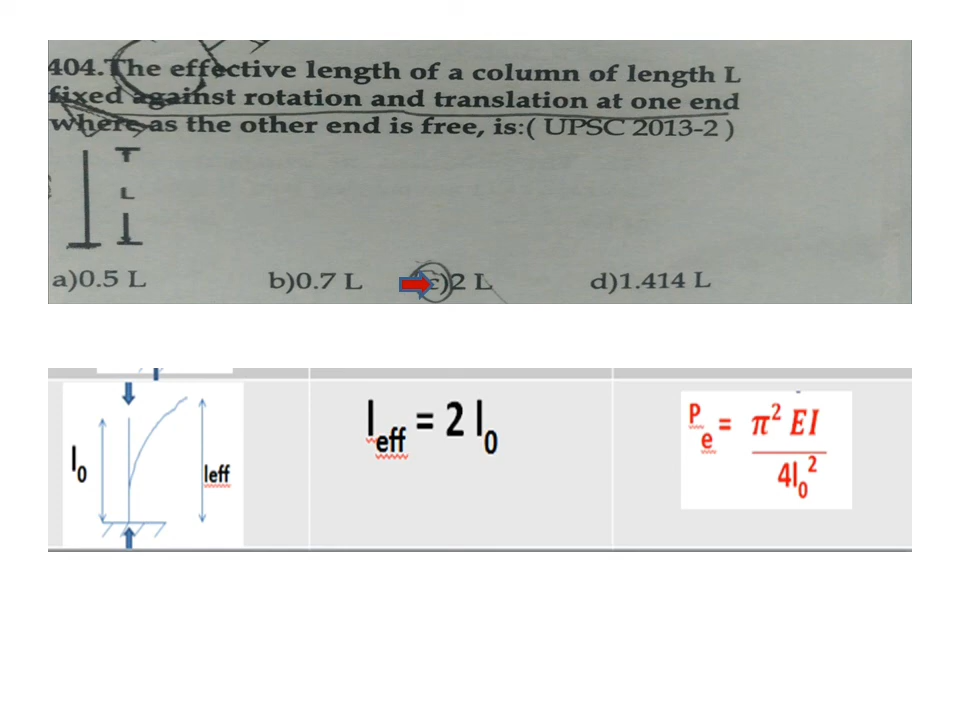 404.The effective length of a column of length L
fixed against rotation and translation at one end
where as the other end is free, is:( UPSC 2013-2 )
L
a)0.5 L b)0.7 L c)2 L d)1.414 L
l0 leff
leff = 2 l0
Pe = π² EI
4l0²